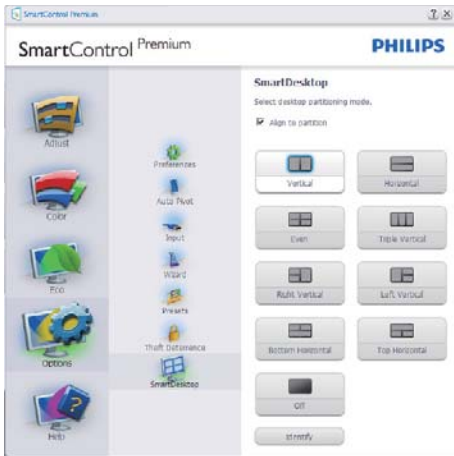 SmartControl Premium
SmartControl Premium
PHILIPS
Adjust
Color
Eco
Options
Help
Preferences
Auto Pivot
Input
Wizard
Presets
Theft Deterrence
SmartDesktop
SmartDesktop
Select desktop partitioning mode.
Align to partition
Vertical
Horizontal
Even
Triple Vertical
Right Vertical
Left Vertical
Bottom Horizontal
Top Horizontal
Off
Identify